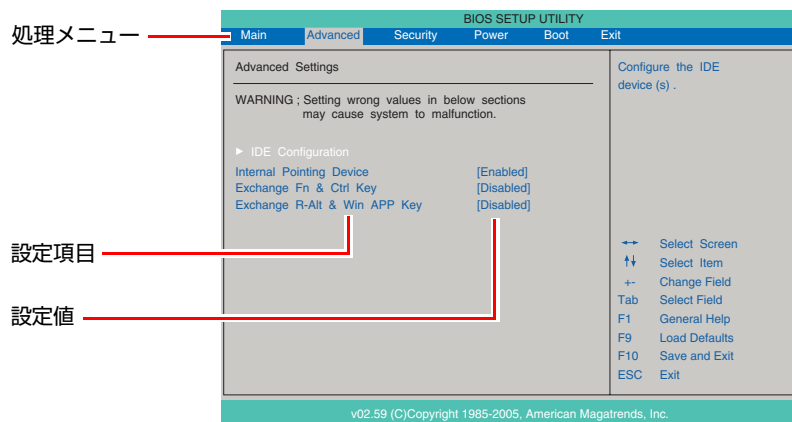 BIOS SETUP UTILITY
処理メニュー
Main Advanced Security Power Boot Exit
Advanced Settings
WARNING ; Setting wrong values in below sections
may cause system to malfunction.
▶ IDE Configuration
Internal Pointing Device [Enabled]
Exchange Fn & Ctrl Key [Disabled]
Exchange R-Alt & Win APP Key [Disabled]
設定項目
設定値
Configure the IDE
device (s) .
←→ Select Screen
↑↓ Select Item
+- Change Field
Tab Select Field
F1 General Help
F9 Load Defaults
F10 Save and Exit
ESC Exit
v02.59 (C)Copyright 1985-2005, American Magatrends, Inc.